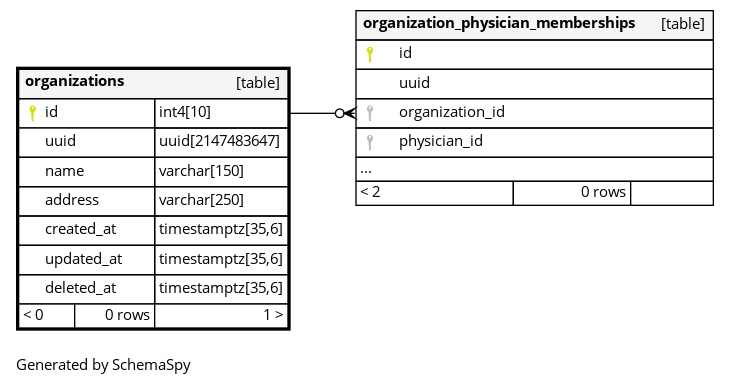 organizations [table]
id int4[10]
uuid uuid[2147483647]
name varchar[150]
address varchar[250]
created_at timestamptz[35,6]
updated_at timestamptz[35,6]
deleted_at timestamptz[35,6]
< 0 0 rows 1 >
organization_physician_memberships [table]
id
uuid
organization_id
physician_id
...
< 2 0 rows
Generated by SchemaSpy